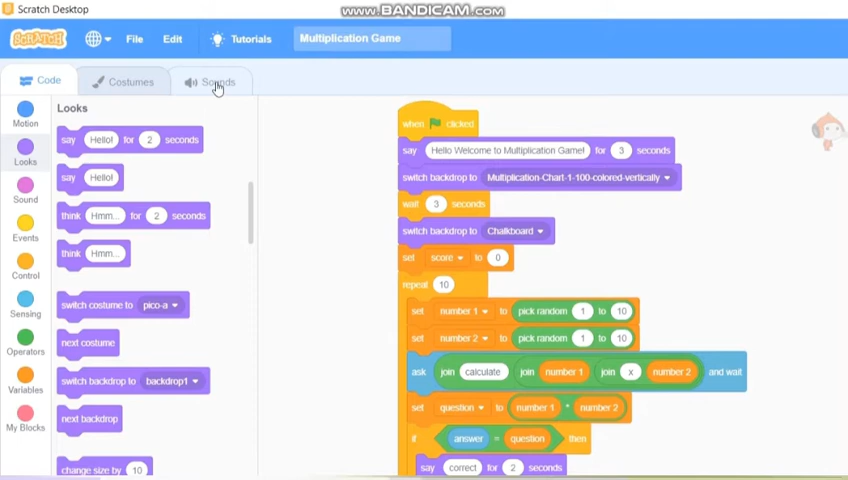 Scratch Desktop
www.BANDICAM.com
SCRATCH File Edit Tutorials Multiplication Game
Code Costumes Sounds
Motion
Looks
Sound
Events
Control
Sensing
Operators
Variables
My Blocks
Looks
say Hello! for 2 seconds
say Hello!
think Hmm... for 2 seconds
think Hmm...
switch costume to pico-a
next costume
switch backdrop to backdrop1
next backdrop
change size by 10
when clicked
say Hello Welcome to Multiplication Game! for 3 seconds
switch backdrop to Multiplication-Chart-1-100-colored-vertically
wait 3 seconds
switch backdrop to Chalkboard
set score to 0
repeat 10
set number 1 to pick random 1 to 10
set number 2 to pick random 1 to 10
ask join calculate join number 1 join x number 2 and wait
set question to number 1 * number 2
if answer = question then
say correct for 2 seconds